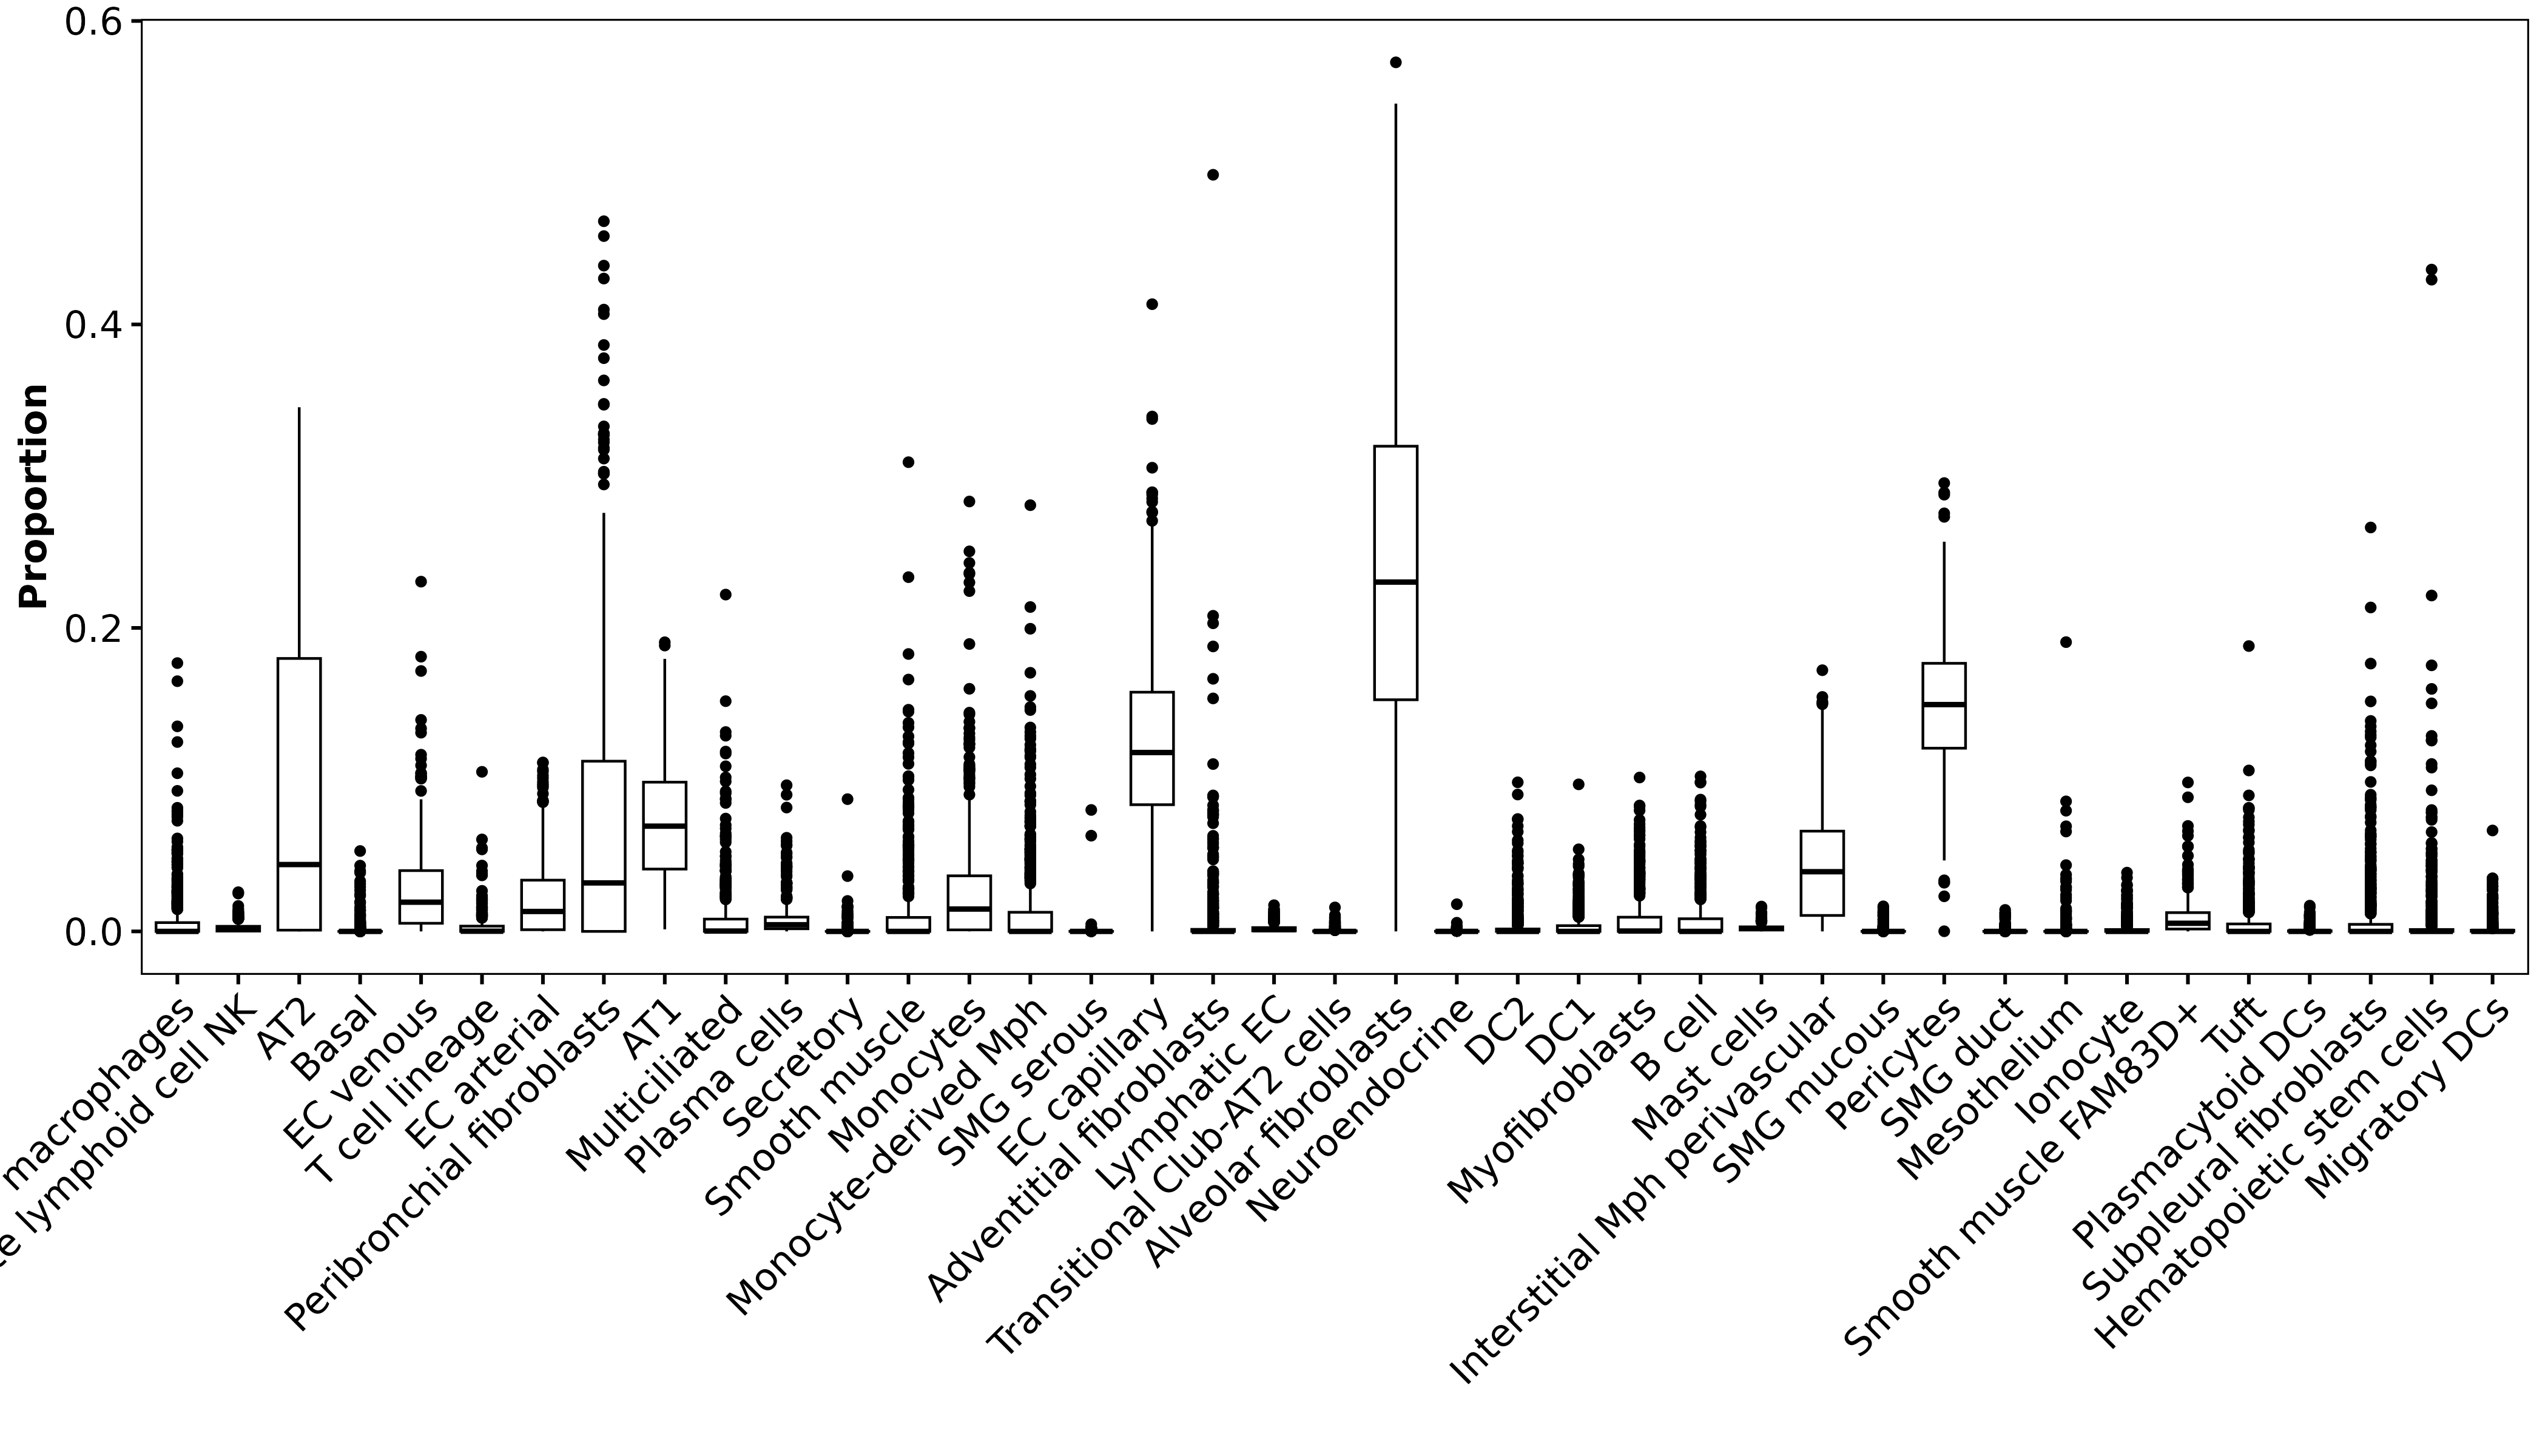 Proportion
0.6
0.4
0.2
0.0
macrophages
lymphoid cell NK
AT2
Basal
EC venous
T cell lineage
EC arterial
Peribronchial fibroblasts
AT1
Multiciliated
Plasma cells
Secretory
Smooth muscle
Monocytes
Monocyte-derived Mph
SMG serous
EC capillary
Adventitial fibroblasts
Lymphatic EC
Transitional Club-AT2 cells
Alveolar fibroblasts
Neuroendocrine
DC2
DC1
Myofibroblasts
B cell
Mast cells
Interstitial Mph perivascular
SMG mucous
Pericytes
SMG duct
Mesothelium
Ionocyte
Smooth muscle FAM83D+
Tuft
Plasmacytoid DCs
Subpleural fibroblasts
Hematopoietic stem cells
Migratory DCs